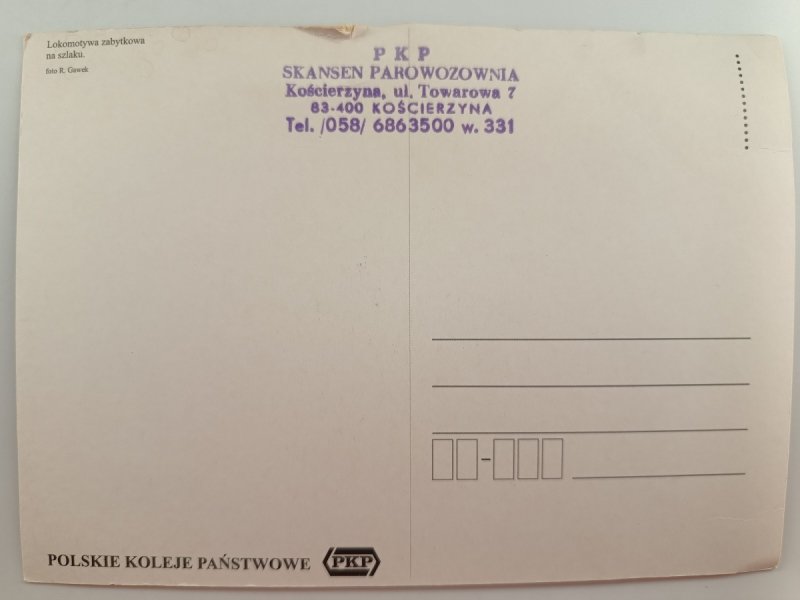 Lokomotywa zabytkowa
na szlaku.
foto R. Gawek
P K P
SKANSEN PAROWOZOWNIA
Kościerzyna, ul. Towarowa 7
83-400 KOŚCIERZYNA
Tel. /058/ 6863500 w. 331
-
POLSKIE KOLEJE PAŃSTWOWE PKP